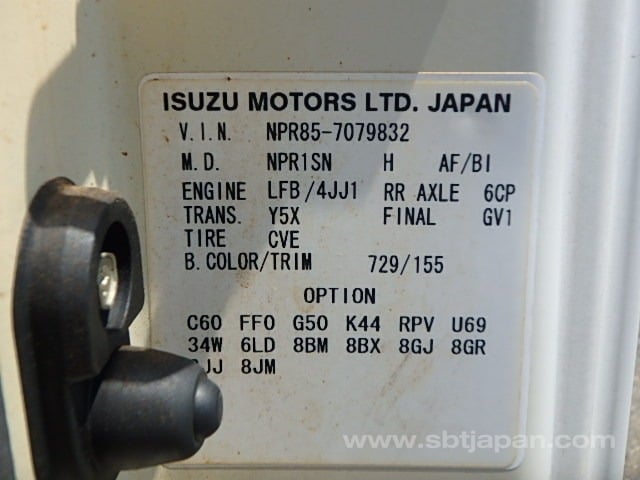 ISUZU MOTORS LTD. JAPAN
V.I.N. NPR85-7079832
M.D. NPR1SN H AF/BI
ENGINE LFB/4JJ1 RR AXLE 6CP
TRANS. Y5X FINAL GV1
TIRE CVE
B.COLOR/TRIM 729/155
OPTION
C60 FF0 G50 K44 RPV U69
34W 6LD 8BM 8BX 8GJ 8GR
8JM
www.sbtjapan.com